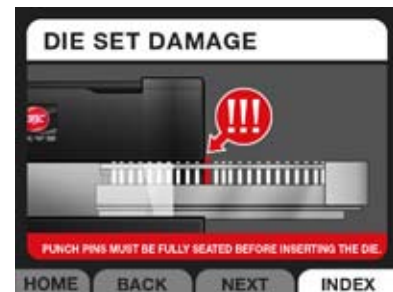 DIE SET DAMAGE
!!!
PUNCH PINS MUST BE FULLY SEATED BEFORE INSERTING THE DIE.
HOME BACK NEXT INDEX